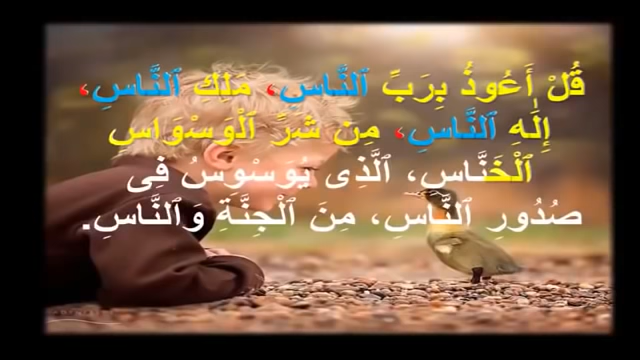 قُلْ أَعُوذُ بِرَبِّ ٱلنَّاسِ، مَلِكِ ٱلنَّاسِ،
إِلَٰهِ ٱلنَّاسِ، مِن شَرِّ ٱلْوَسْوَاسِ
ٱلْخَنَّاسِ، ٱلَّذِى يُوَسْوِسُ فِى
صُدُورِ ٱلنَّاسِ، مِنَ ٱلْجِنَّةِ وَٱلنَّاسِ.